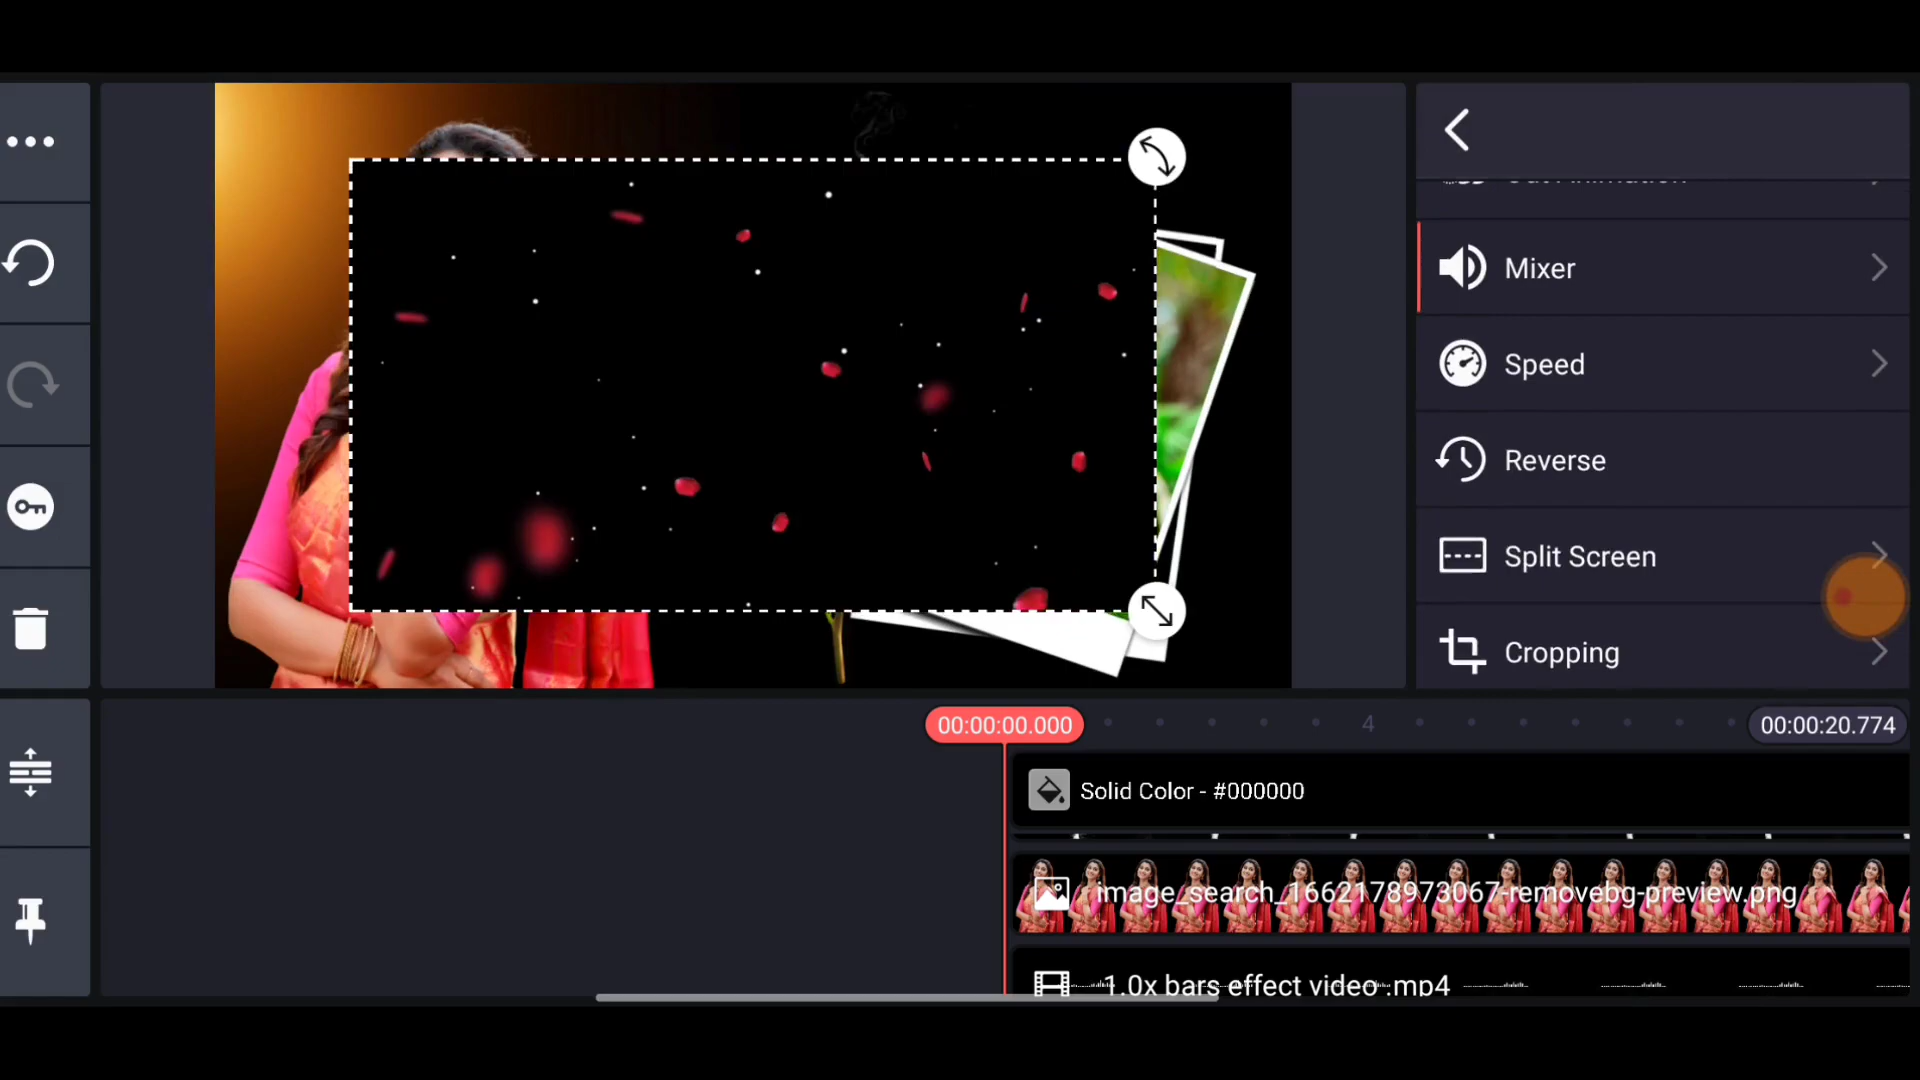 Mixer
Speed
Reverse
Split Screen
Cropping
00:00:00.000
4
00:00:20.774
Solid Color - #000000
image_search_1662178973067-removebg-preview.png
1.0x bars effect video .mp4